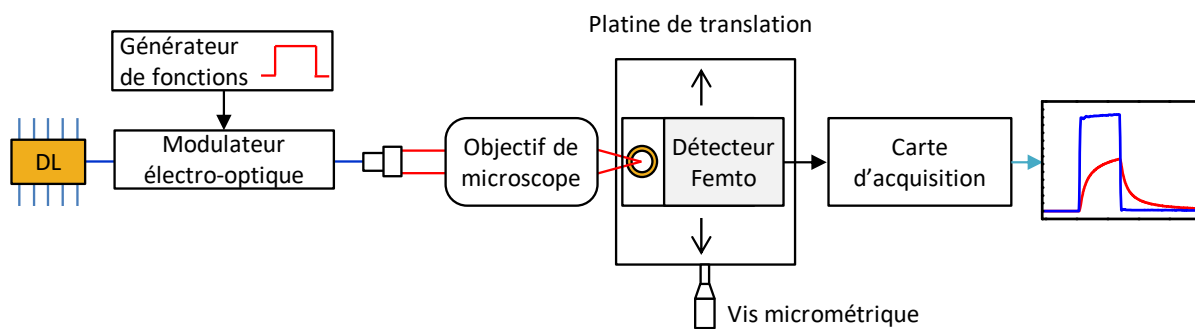 Platine de translation
Générateur
de fonctions
DL
Modulateur
électro-optique
Objectif de
microscope
Détecteur
Femto
Carte
d’acquisition
Vis micrométrique